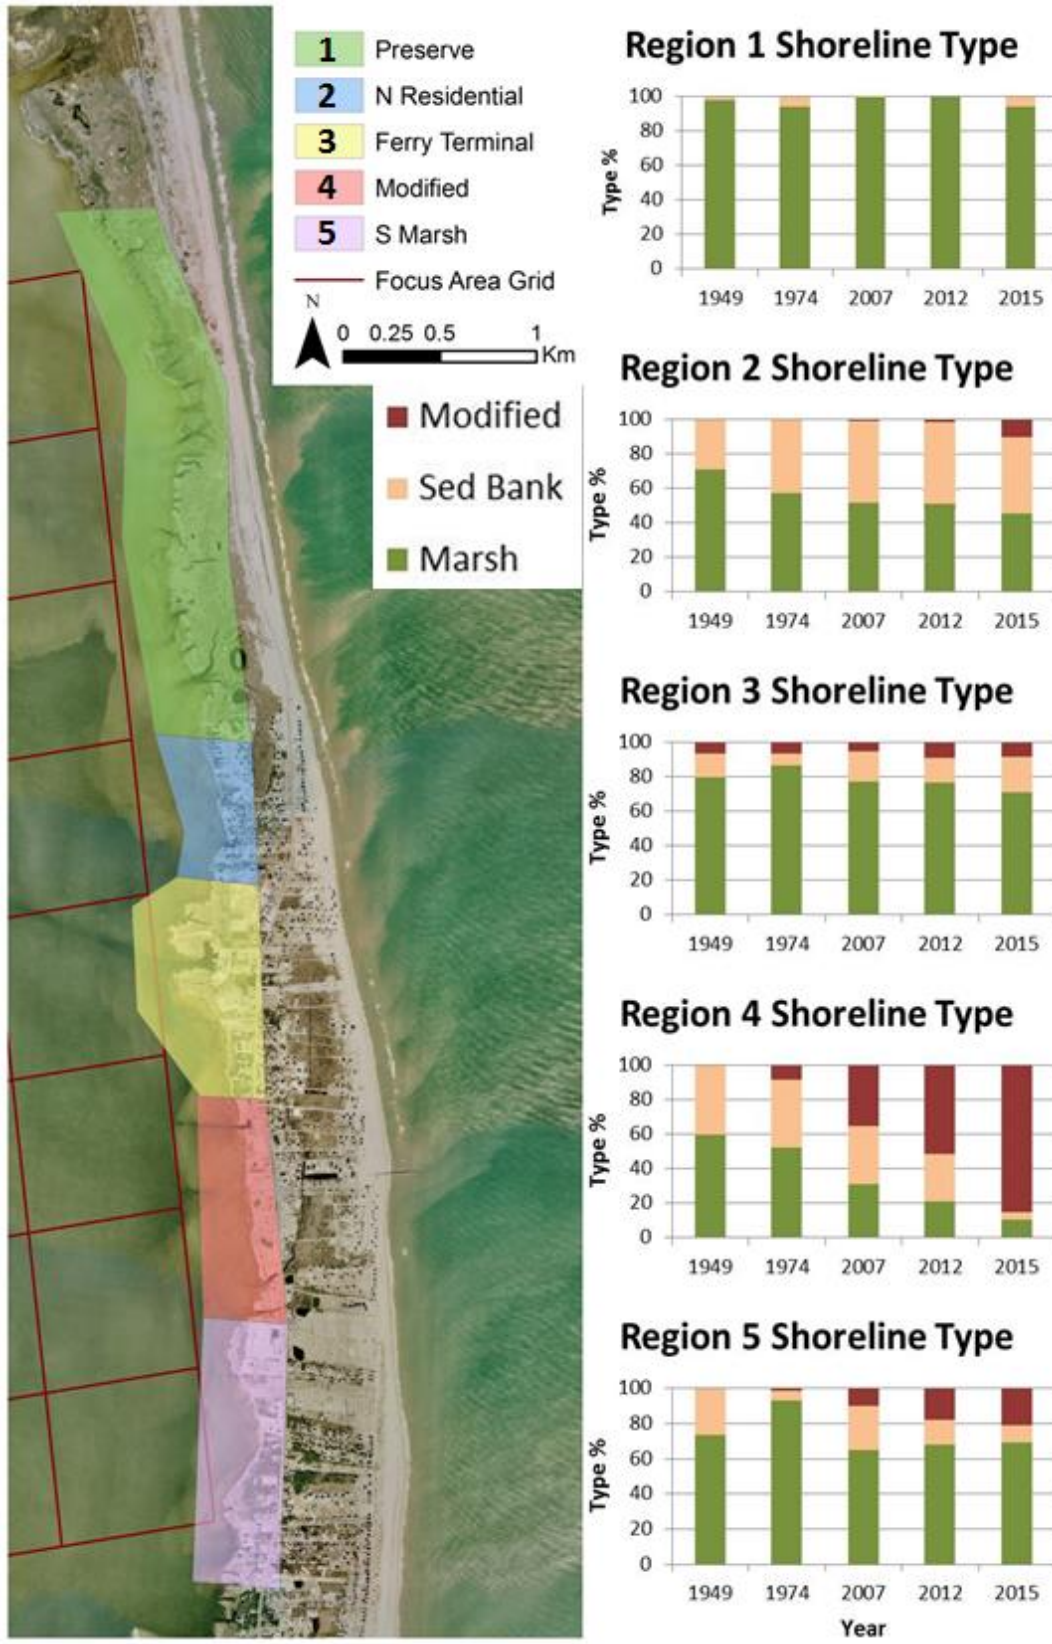 1 Preserve
2 N Residential
3 Ferry Terminal
4 Modified
5 S Marsh
Focus Area Grid
N
0 0.25 0.5 1
Km
Modified
Sed Bank
Marsh
Region 1 Shoreline Type
Type %
100
80
60
40
20
0
1949 1974 2007 2012 2015
Region 2 Shoreline Type
Type %
100
80
60
40
20
0
1949 1974 2007 2012 2015
Region 3 Shoreline Type
Type %
100
80
60
40
20
0
1949 1974 2007 2012 2015
Region 4 Shoreline Type
Type %
100
80
60
40
20
0
1949 1974 2007 2012 2015
Region 5 Shoreline Type
Type %
100
80
60
40
20
0
1949 1974 2007 2012 2015
Year